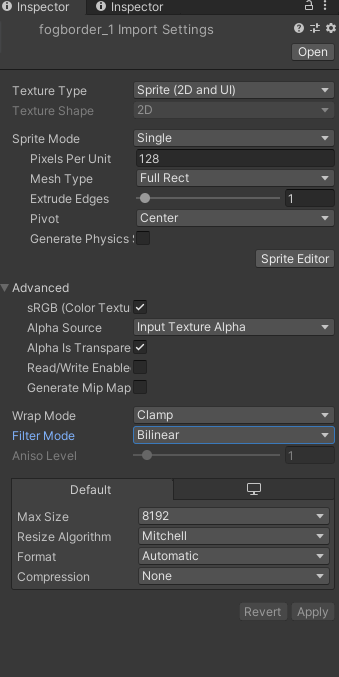 Inspector Inspector
fogborder_1 Import Settings
Open
Texture Type Sprite (2D and UI)
Texture Shape 2D
Sprite Mode Single
Pixels Per Unit 128
Mesh Type Full Rect
Extrude Edges 1
Pivot Center
Generate Physics S
Sprite Editor
Advanced
sRGB (Color Textu
Alpha Source Input Texture Alpha
Alpha Is Transpare
Read/Write Enable
Generate Mip Map
Wrap Mode Clamp
Filter Mode Bilinear
Aniso Level 1
Default
Max Size 8192
Resize Algorithm Mitchell
Format Automatic
Compression None
Revert Apply